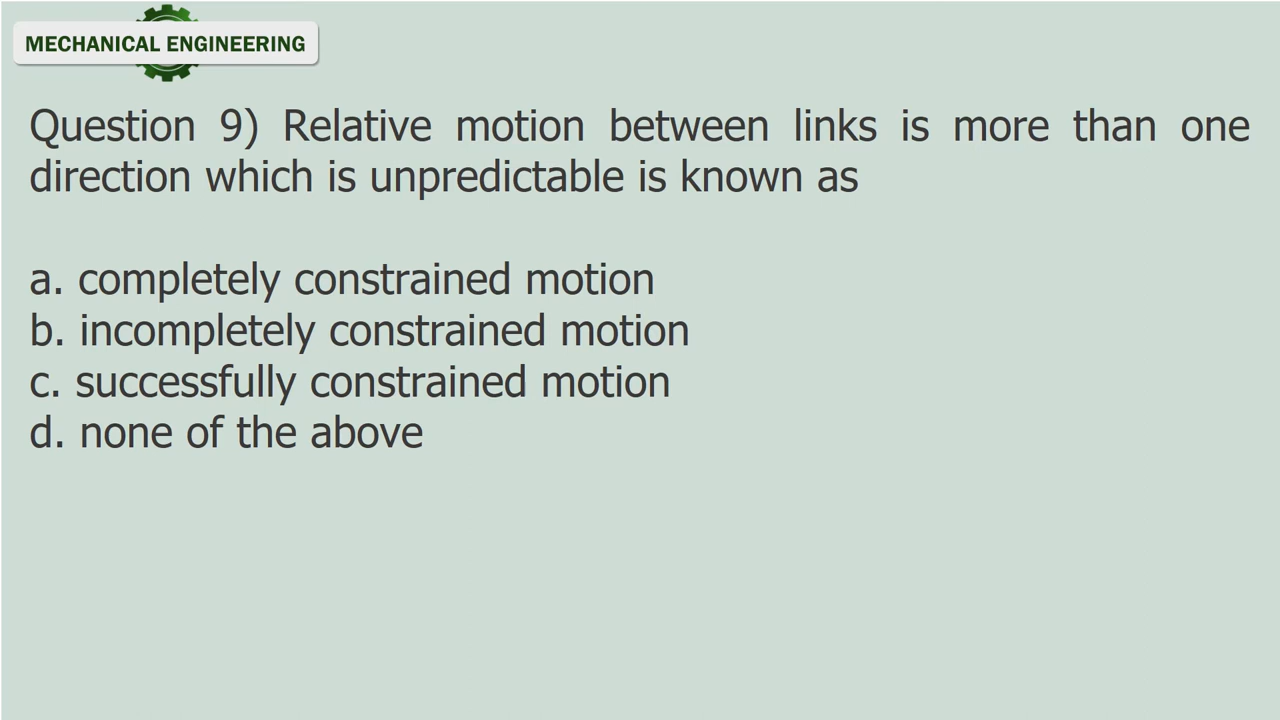 MECHANICAL ENGINEERING
Question 9) Relative motion between links is more than one
direction which is unpredictable is known as
a. completely constrained motion
b. incompletely constrained motion
c. successfully constrained motion
d. none of the above